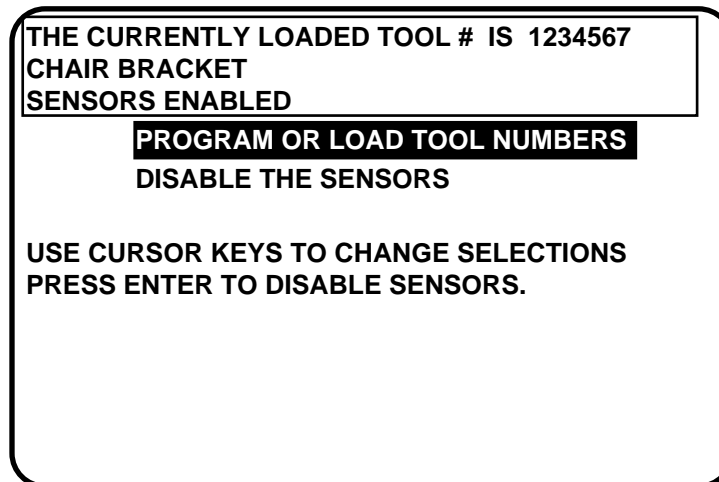 THE CURRENTLY LOADED TOOL # IS 1234567
CHAIR BRACKET
SENSORS ENABLED
PROGRAM OR LOAD TOOL NUMBERS
DISABLE THE SENSORS
USE CURSOR KEYS TO CHANGE SELECTIONS
PRESS ENTER TO DISABLE SENSORS.